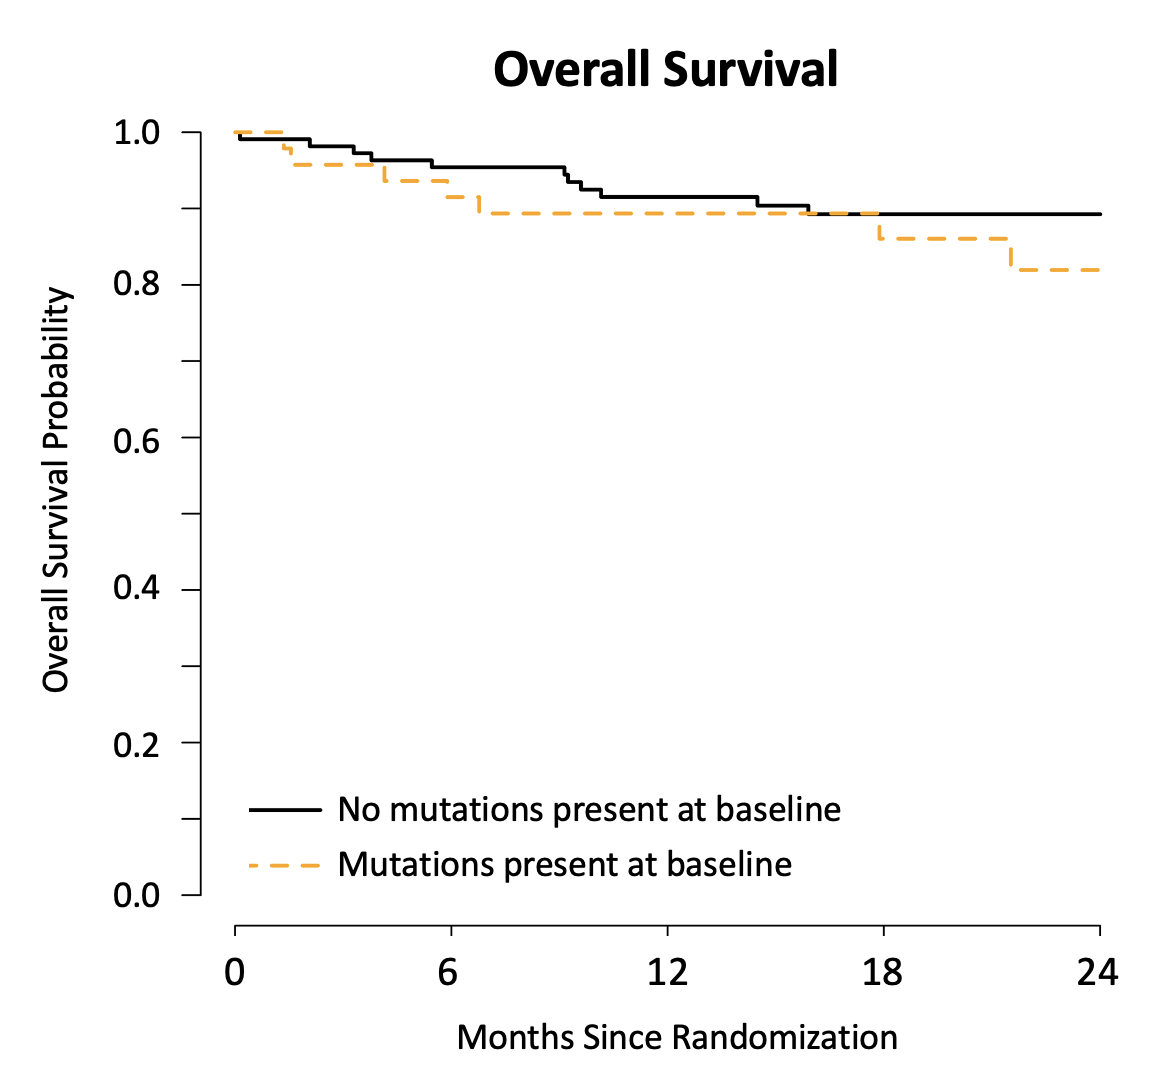 Overall Survival
1.0
0.8
0.6
0.4
0.2
0.0
Overall Survival Probability
No mutations present at baseline
Mutations present at baseline
0 6 12 18 24
Months Since Randomization